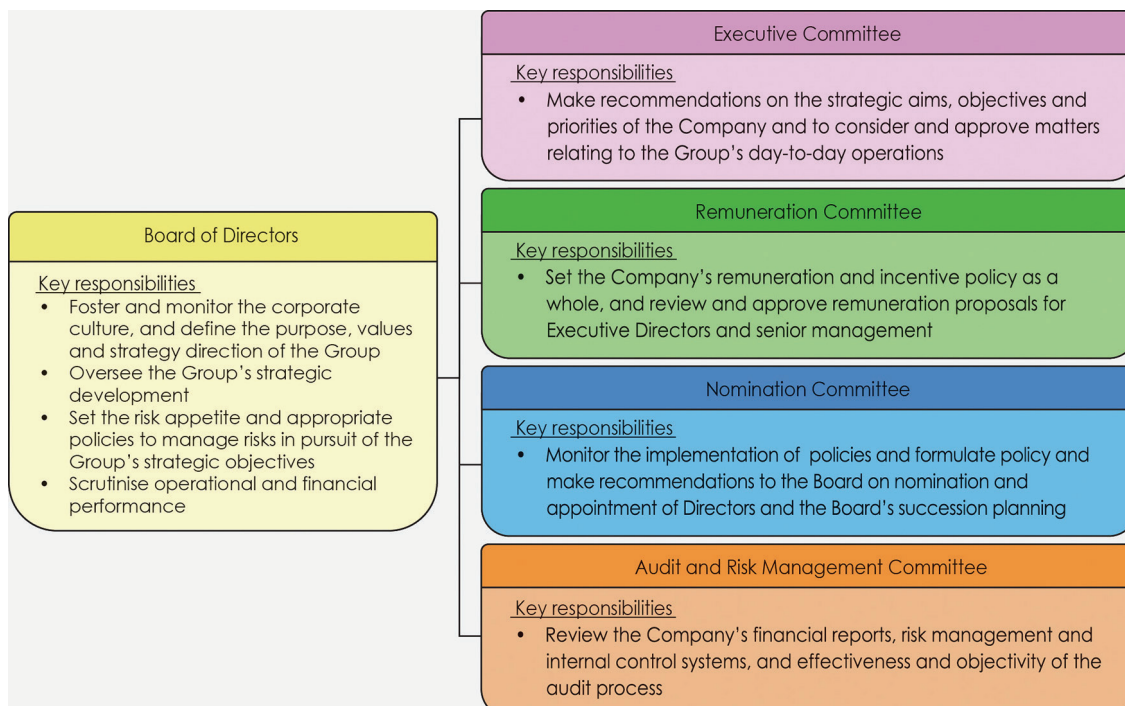 Board of Directors
Key responsibilities
• Foster and monitor the corporate
culture, and define the purpose, values
and strategy direction of the Group
• Oversee the Group's strategic
development
• Set the risk appetite and appropriate
policies to manage risks in pursuit of the
Group's strategic objectives
• Scrutinise operational and financial
performance
Executive Committee
Key responsibilities
• Make recommendations on the strategic aims, objectives and
priorities of the Company and to consider and approve matters
relating to the Group's day-to-day operations
Remuneration Committee
Key responsibilities
• Set the Company's remuneration and incentive policy as a
whole, and review and approve remuneration proposals for
Executive Directors and senior management
Nomination Committee
Key responsibilities
• Monitor the implementation of policies and formulate policy and
make recommendations to the Board on nomination and
appointment of Directors and the Board's succession planning
Audit and Risk Management Committee
Key responsibilities
• Review the Company's financial reports, risk management and
internal control systems, and effectiveness and objectivity of the
audit process